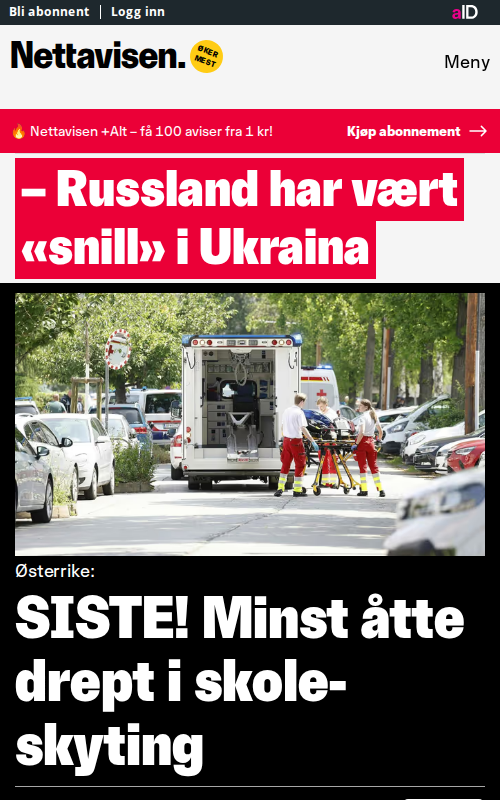 Bli abonnent | Logg inn
aID
Nettavisen.
ØKER
MEST
Meny
🔥 Nettavisen +Alt – få 100 aviser fra 1 kr!
Kjøp abonnement →
– Russland har vært
«snill» i Ukraina
Østerrike:
SISTE! Minst åtte
drept i skole-
skyting